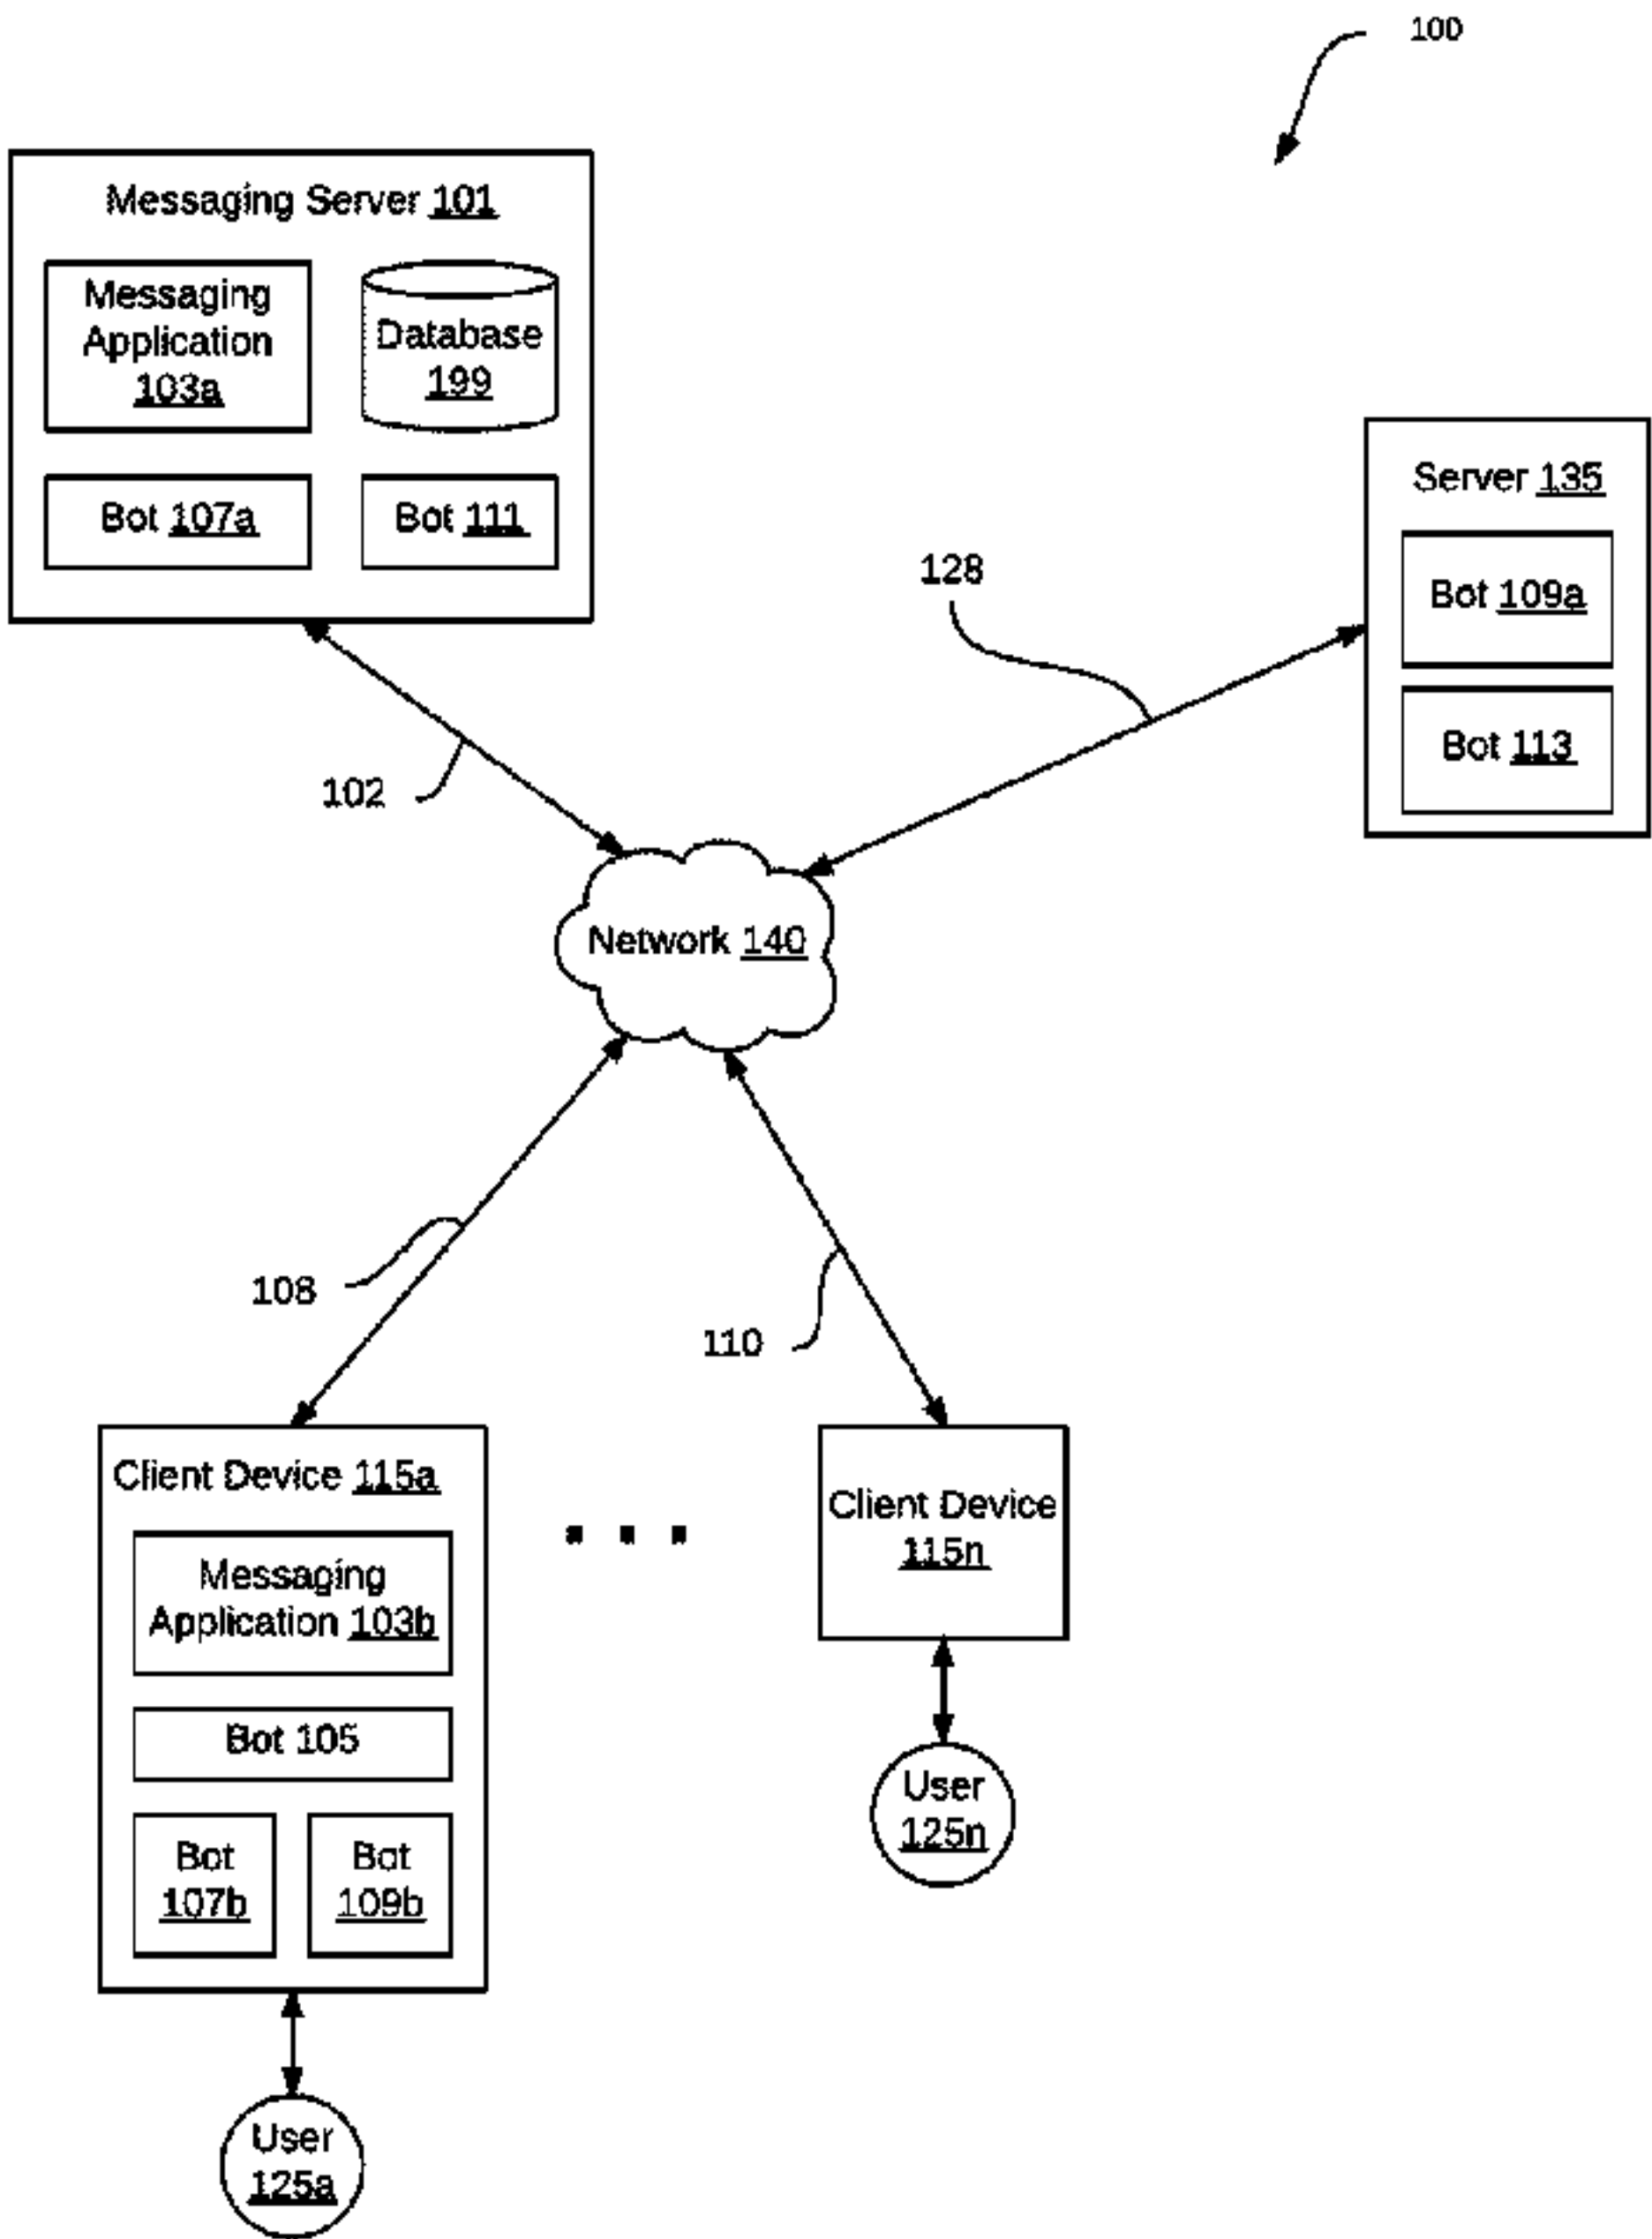 100
Messaging Server 101
Messaging
Application
103a
Database
199
Bot 107a
Bot 111
Server 135
Bot 109a
Bot 113
128
102
Network 140
108
110
Client Device 115a
Messaging
Application 103b
Bot 105
Bot
107b
Bot
109b
Client Device
115n
User
125n
User
125a